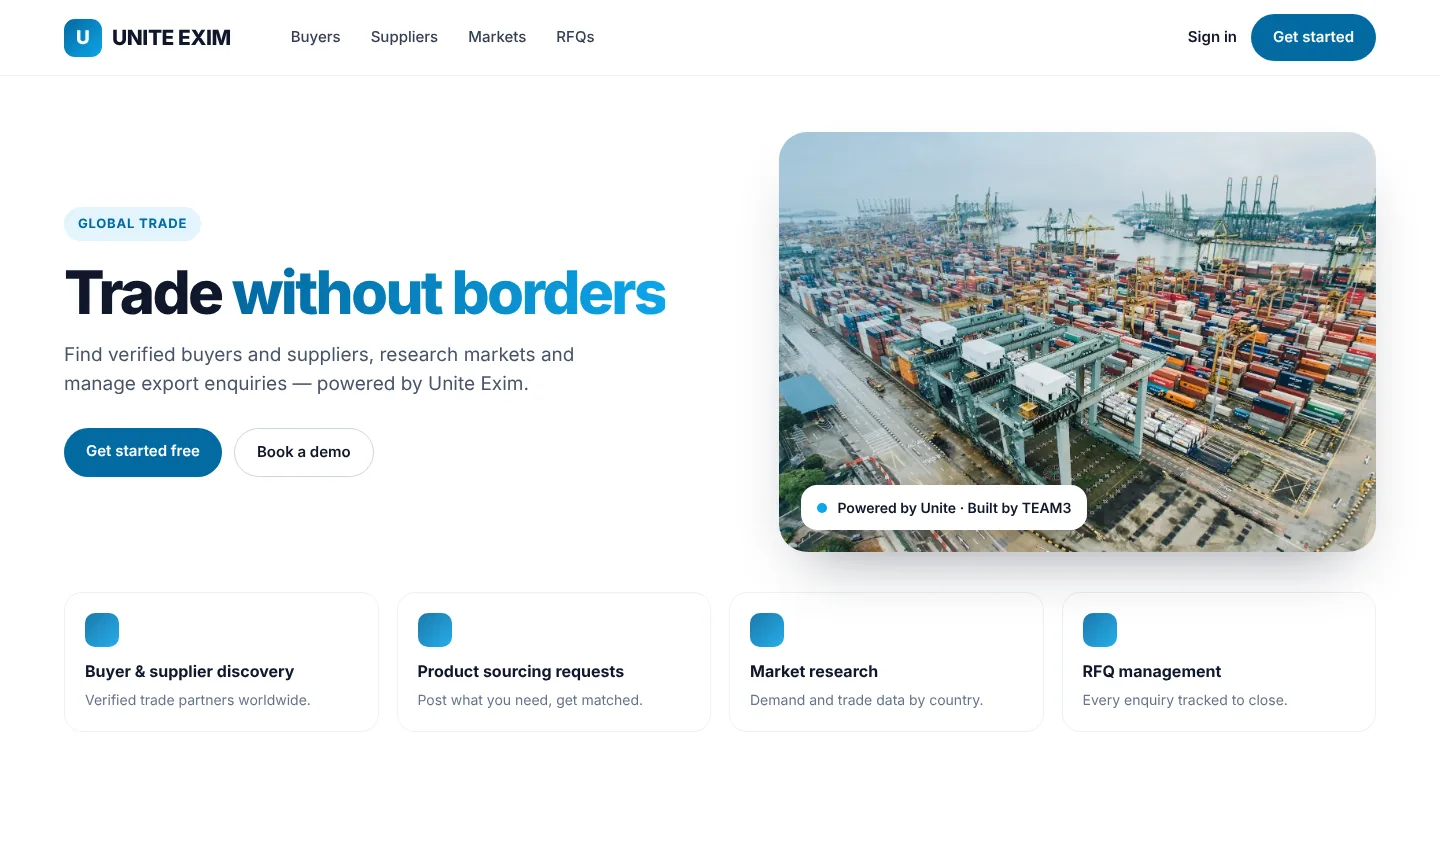 U UNITE EXIM
Buyers
Suppliers
Markets
RFQs
Sign in
Get started
GLOBAL TRADE
Trade without borders
Find verified buyers and suppliers, research markets and
manage export enquiries — powered by Unite Exim.
Get started free
Book a demo
Powered by Unite · Built by TEAM3
Buyer & supplier discovery
Verified trade partners worldwide.
Product sourcing requests
Post what you need, get matched.
Market research
Demand and trade data by country.
RFQ management
Every enquiry tracked to close.